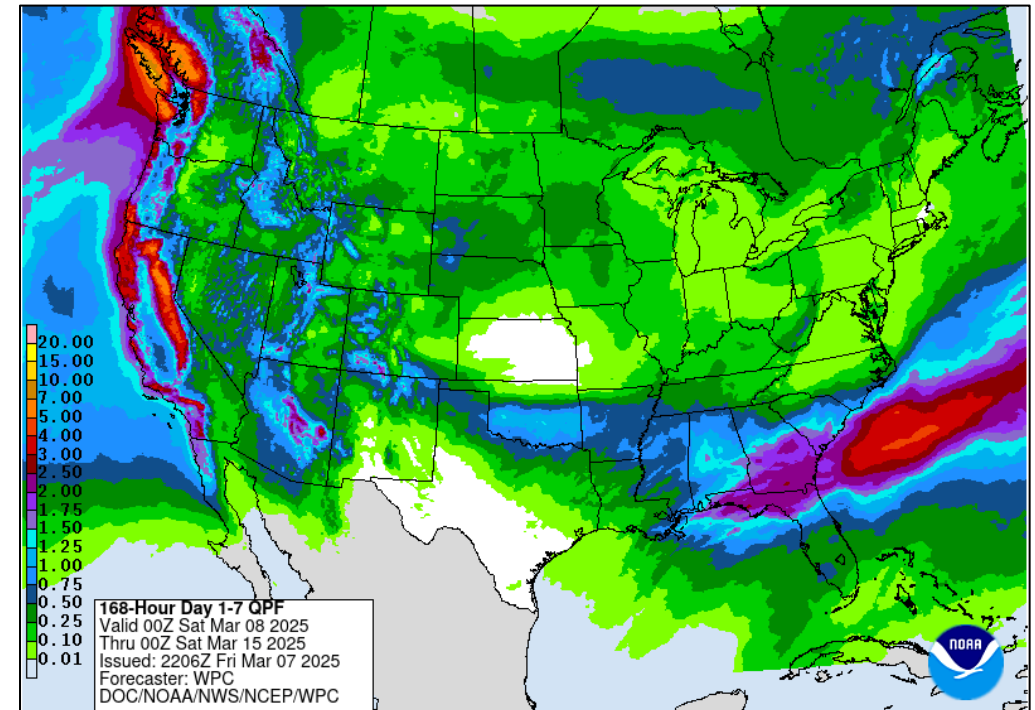 20.00
15.00
10.00
7.00
5.00
4.00
3.00
2.50
2.00
1.75
1.50
1.25
1.00
0.75
0.50
0.25
0.10
0.01
168-Hour Day 1-7 QPF
Valid 00Z Sat Mar 08 2025
Thru 00Z Sat Mar 15 2025
Issued: 2206Z Fri Mar 07 2025
Forecaster: WPC
DOC/NOAA/NWS/NCEP/WPC
NOAA